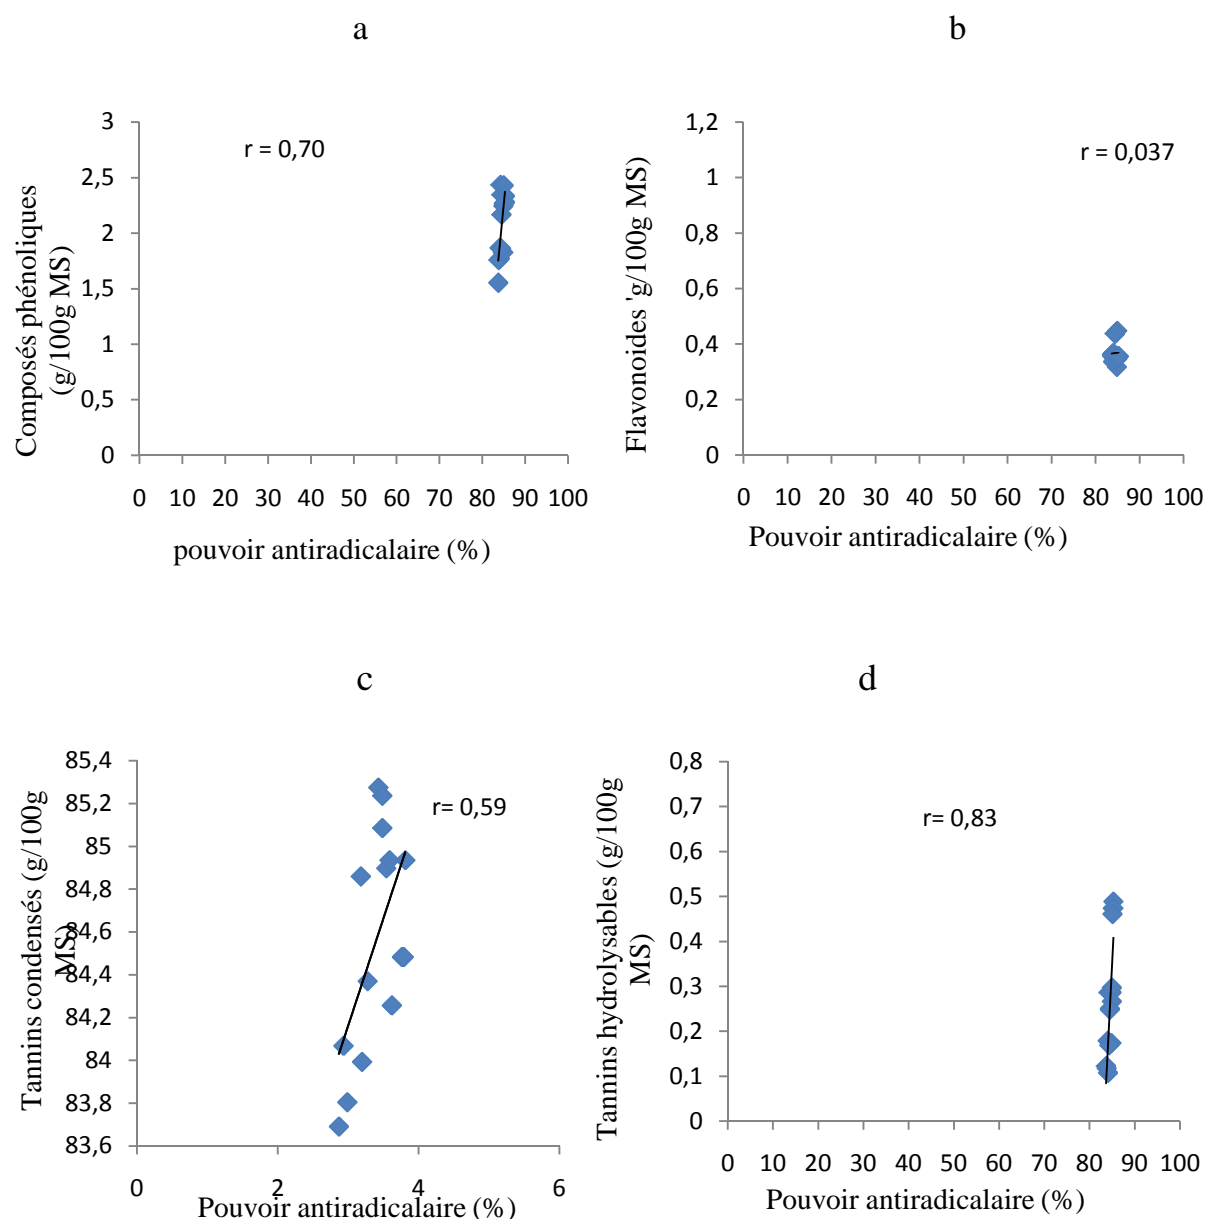 a
b
3
2,5
2
1,5
1
0,5
0
r = 0,70
Composés phénoliques
(g/100g MS)
0 10 20 30 40 50 60 70 80 90 100
pouvoir antiradicalaire (%)
1,2
1
0,8
0,6
0,4
0,2
0
r = 0,037
Flavonoides 'g/100g MS)
0 10 20 30 40 50 60 70 80 90 100
Pouvoir antiradicalaire (%)
c
d
85,4
85,2
85
84,8
84,6
84,4
84,2
84
83,8
83,6
r= 0,59
Tannins condensés (g/100g
MS)
0 2 4 6
Pouvoir antiradicalaire (%)
0,8
0,7
0,6
0,5
0,4
0,3
0,2
0,1
0
r= 0,83
Tannins hydrolysables (g/100g
MS)
0 10 20 30 40 50 60 70 80 90 100
Pouvoir antiradicalaire (%)